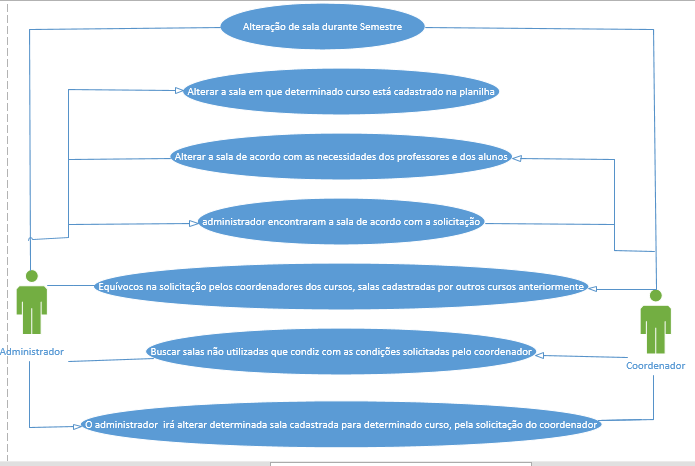 Alteração de sala durante Semestre
Alterar a sala em que determinado curso está cadastrado na planilha
Alterar a sala de acordo com as necessidades dos professores e dos alunos
administrador encontraram a sala de acordo com a solicitação
Equívocos na solicitação pelos coordenadores dos cursos, salas cadastradas por outros cursos anteriormente
Administrador
Buscar salas não utilizadas que condiz com as condições solicitadas pelo coordenador
Coordenador
O administrador irá alterar determinada sala cadastrada para determinado curso, pela solicitação do coordenador